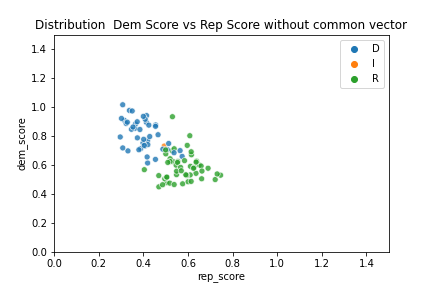 Distribution  Dem Score vs Rep Score without common vector
D
I
R
dem_score
1.4
1.2
1.0
0.8
0.6
0.4
0.2
0.0
0.0 0.2 0.4 0.6 0.8 1.0 1.2 1.4
rep_score